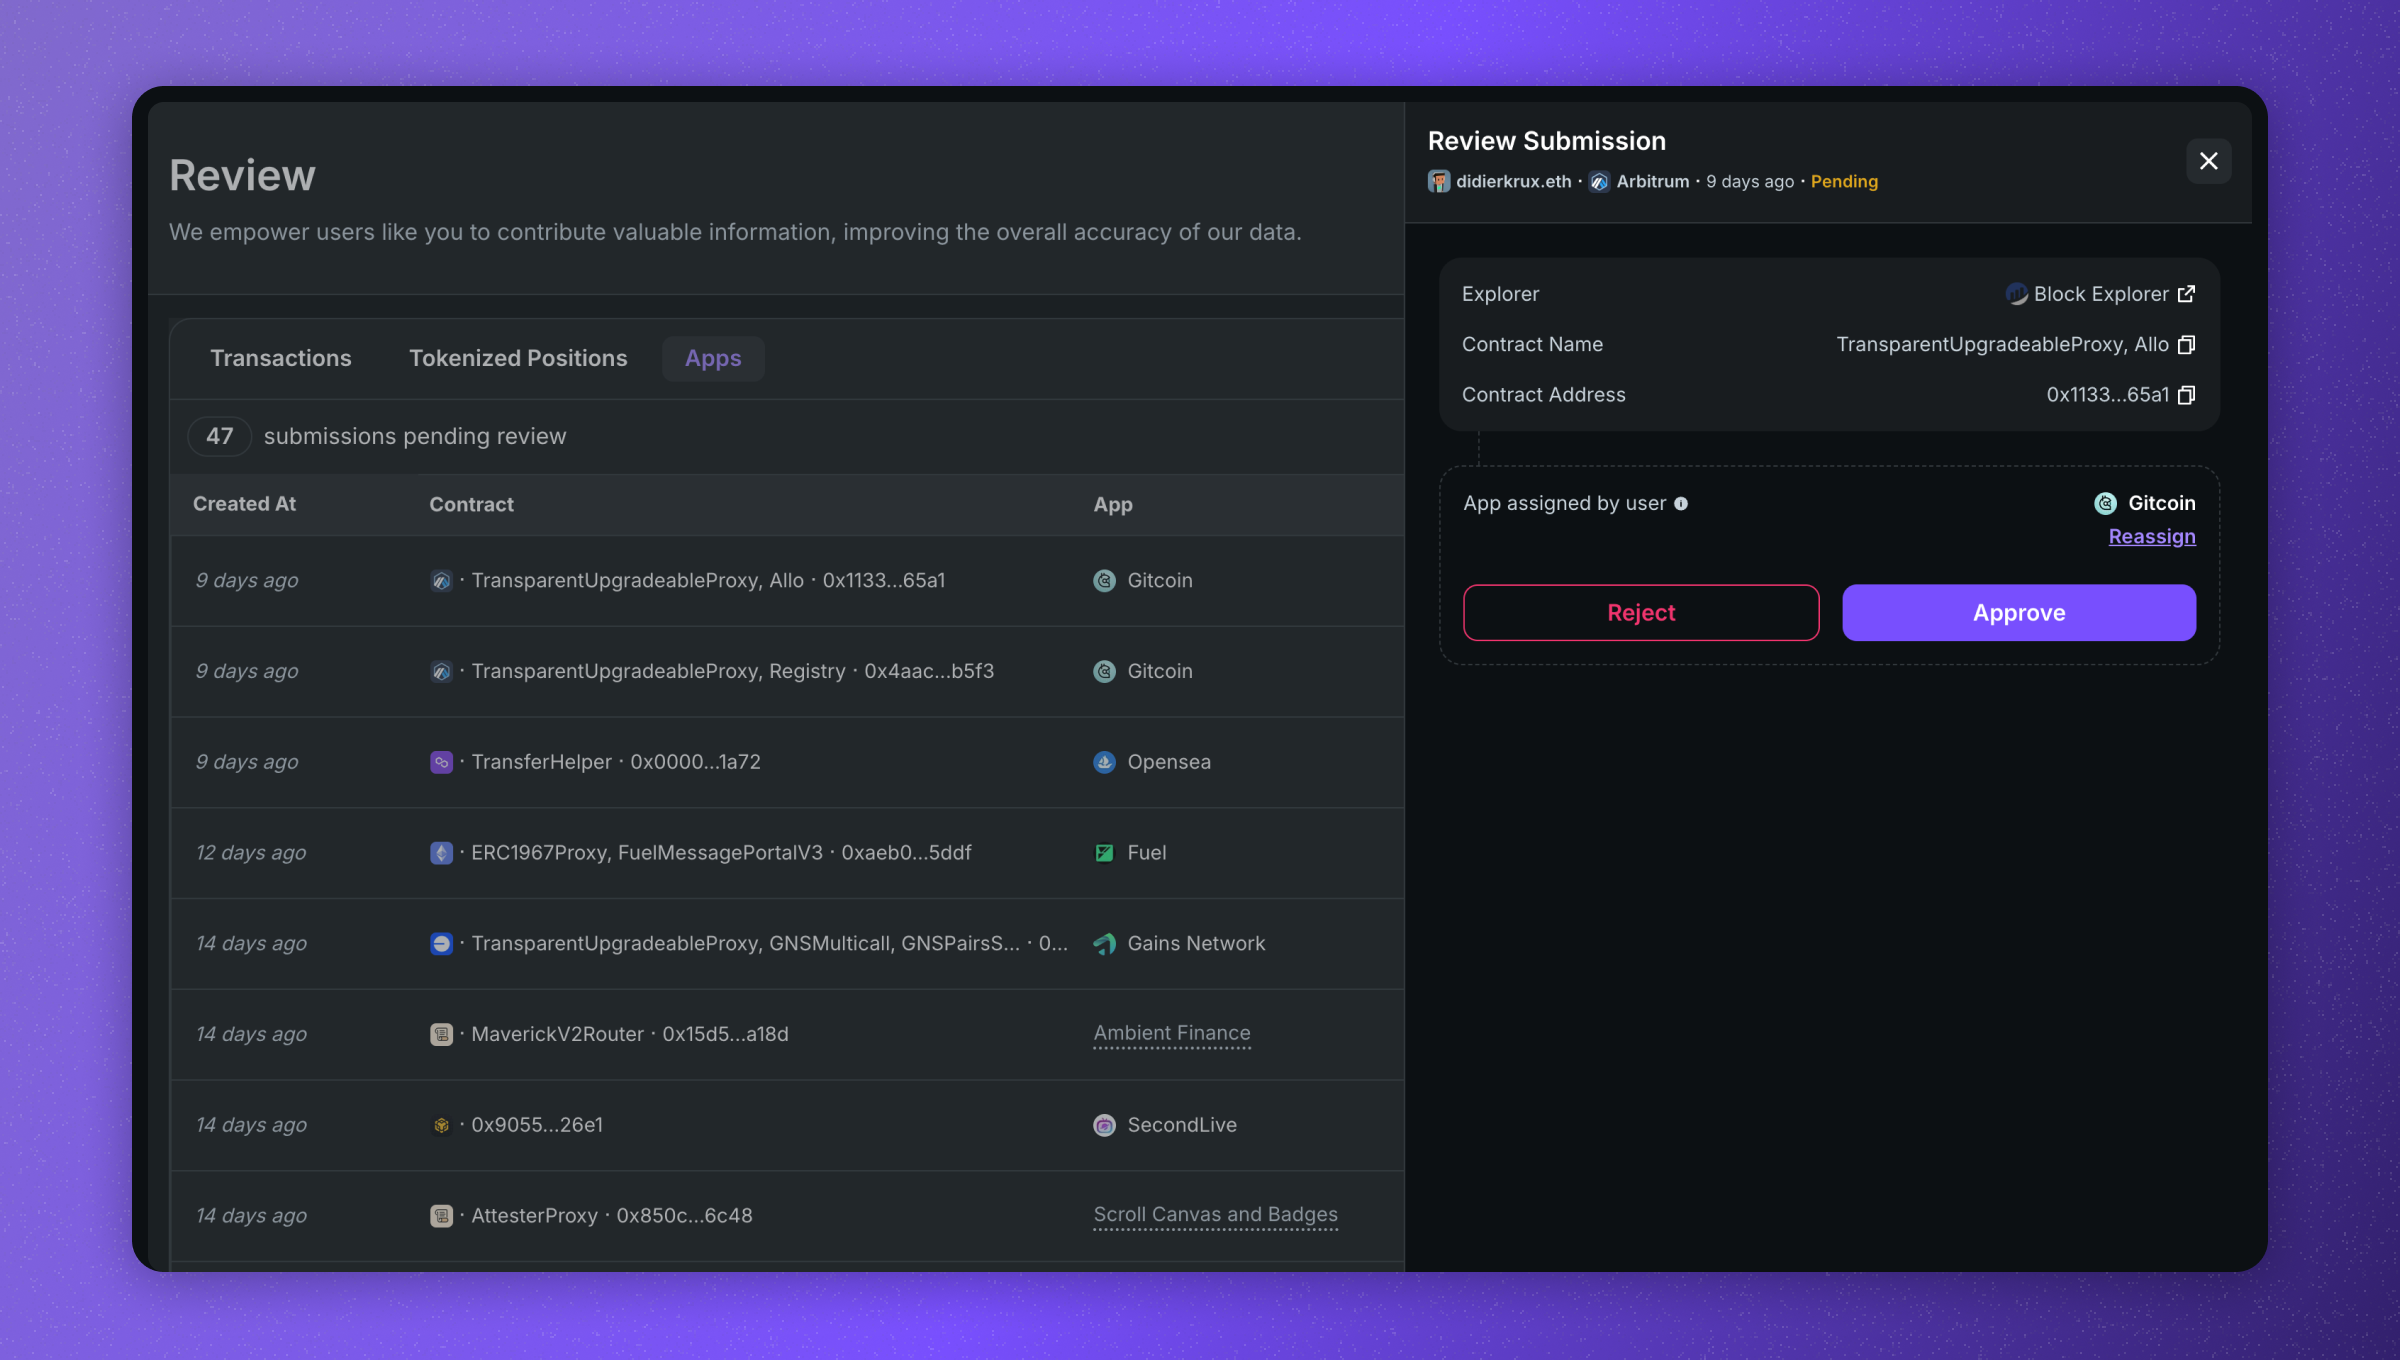 Review
We empower users like you to contribute valuable information, improving the overall accuracy of our data.
Transactions Tokenized Positions Apps
47 submissions pending review
Created At Contract App
9 days ago · TransparentUpgradeableProxy, Allo · 0x1133...65a1 Gitcoin
9 days ago · TransparentUpgradeableProxy, Registry · 0x4aac...b5f3 Gitcoin
9 days ago · TransferHelper · 0x0000...1a72 Opensea
12 days ago · ERC1967Proxy, FuelMessagePortalV3 · 0xaeb0...5ddf Fuel
14 days ago · TransparentUpgradeableProxy, GNSMulticall, GNSPairsS... · 0... Gains Network
14 days ago · MaverickV2Router · 0x15d5...a18d Ambient Finance
14 days ago · 0x9055...26e1 SecondLive
14 days ago · AttesterProxy · 0x850c...6c48 Scroll Canvas and Badges
Review Submission
didierkrux.eth · Arbitrum · 9 days ago · Pending
Explorer Block Explorer
Contract Name TransparentUpgradeableProxy, Allo
Contract Address 0x1133...65a1
App assigned by user Gitcoin
Reassign
Reject Approve